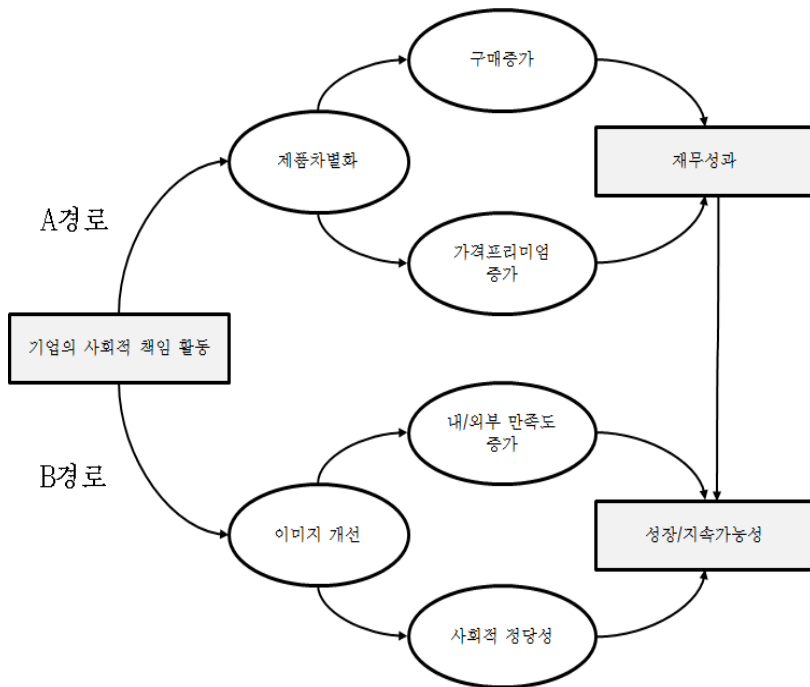 구매증가
제품차별화
재무성과
A경로
가격프리미엄
증가
기업의 사회적 책임 활동
내/외부 만족도
증가
B경로
이미지 개선
성장/지속가능성
사회적 정당성